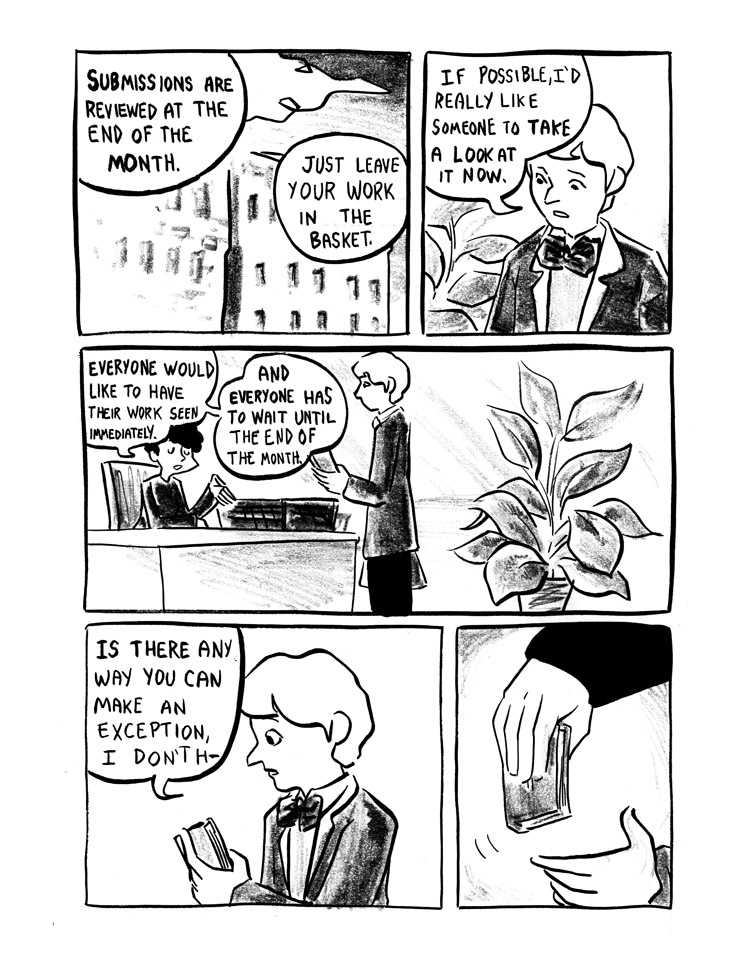 SUBMISSIONS ARE
REVIEWED AT THE
END OF THE
MONTH.
JUST LEAVE
YOUR WORK
IN THE
BASKET.
IF POSSIBLE, I'D
REALLY LIKE
SOMEONE TO TAKE
A LOOK AT
IT NOW.
EVERYONE WOULD
LIKE TO HAVE
THEIR WORK SEEN
IMMEDIATELY.
AND
EVERYONE HAS
TO WAIT UNTIL
THE END OF
THE MONTH.
IS THERE ANY
WAY YOU CAN
MAKE AN
EXCEPTION,
I DON'T H-